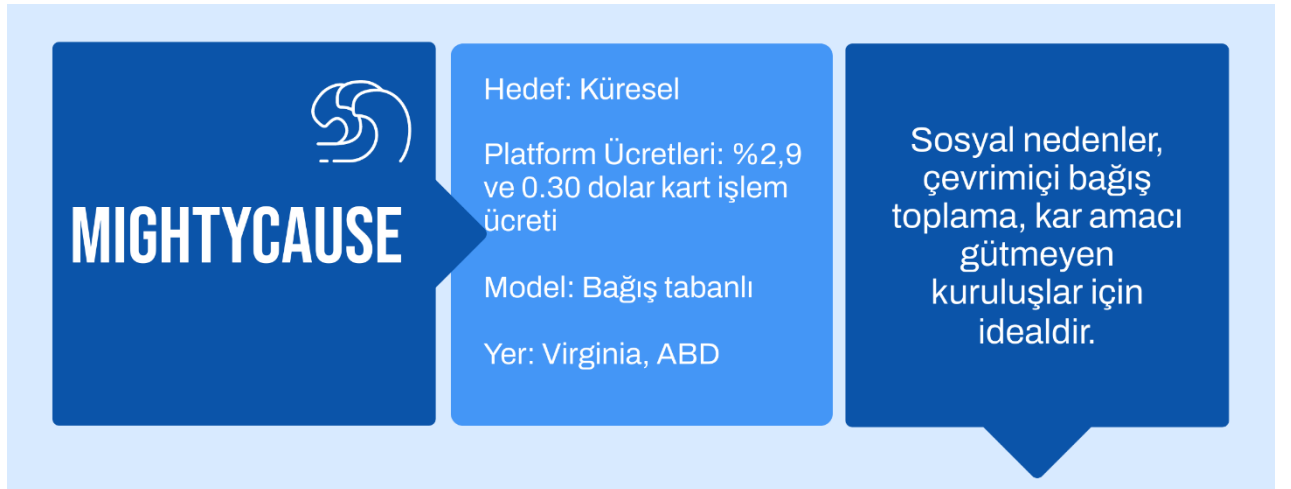 MIGHTYCAUSE
Hedef: Küresel
Platform Ücretleri: %2,9
ve 0.30 dolar kart işlem
ücreti
Model: Bağış tabanlı
Yer: Virginia, ABD
Sosyal nedenler,
çevrimiçi bağış
toplama, kar amacı
gütmeyen
kuruluşlar için
idealdir.